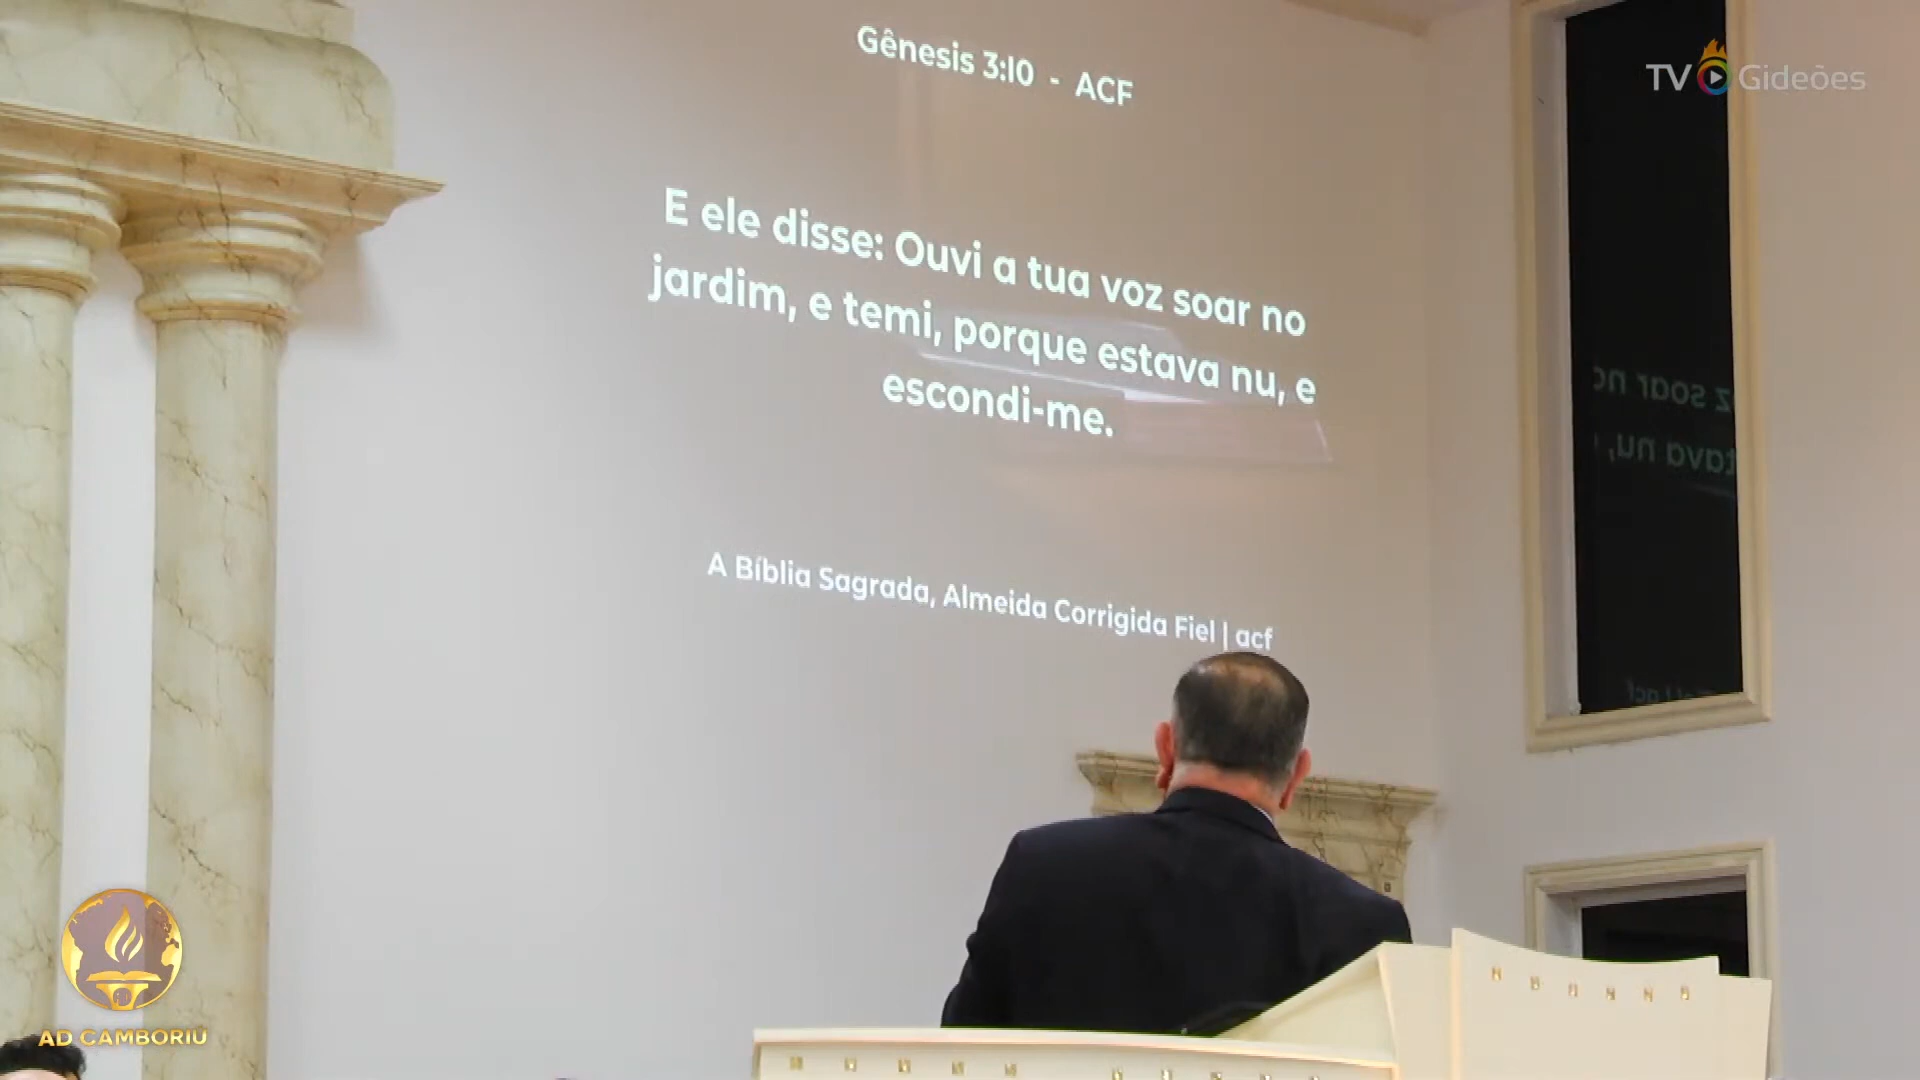 Gênesis 3:10 - ACF
TV Gideões
E ele disse: Ouvi a tua voz soar no
jardim, e temi, porque estava nu, e
escondi-me.
A Bíblia Sagrada, Almeida Corrigida Fiel | acf
AD CAMBORIÚ